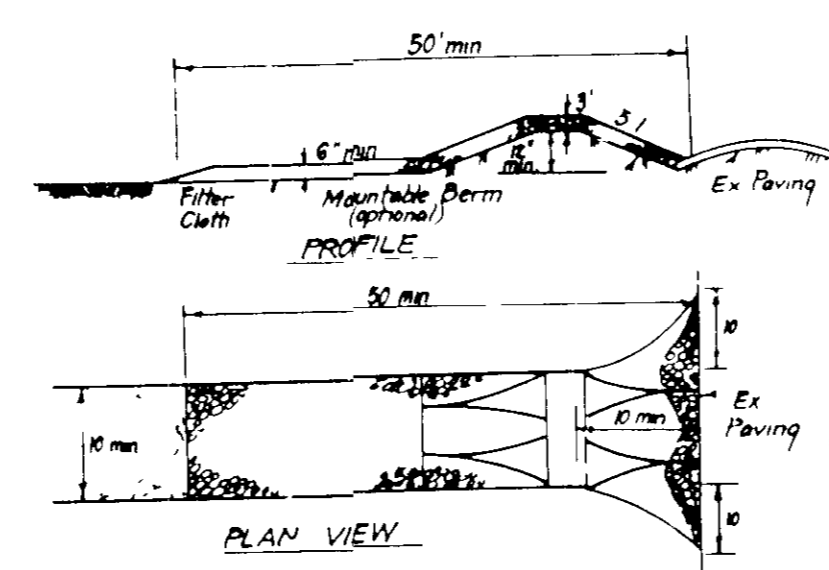 50' min
3'
5 1
6" min
12"
min
Ex Paving
Filter
Cloth
Mountable Berm
(optional)
PROFILE
50 min
10
10 min
10 min
Ex
Paving
10
PLAN VIEW